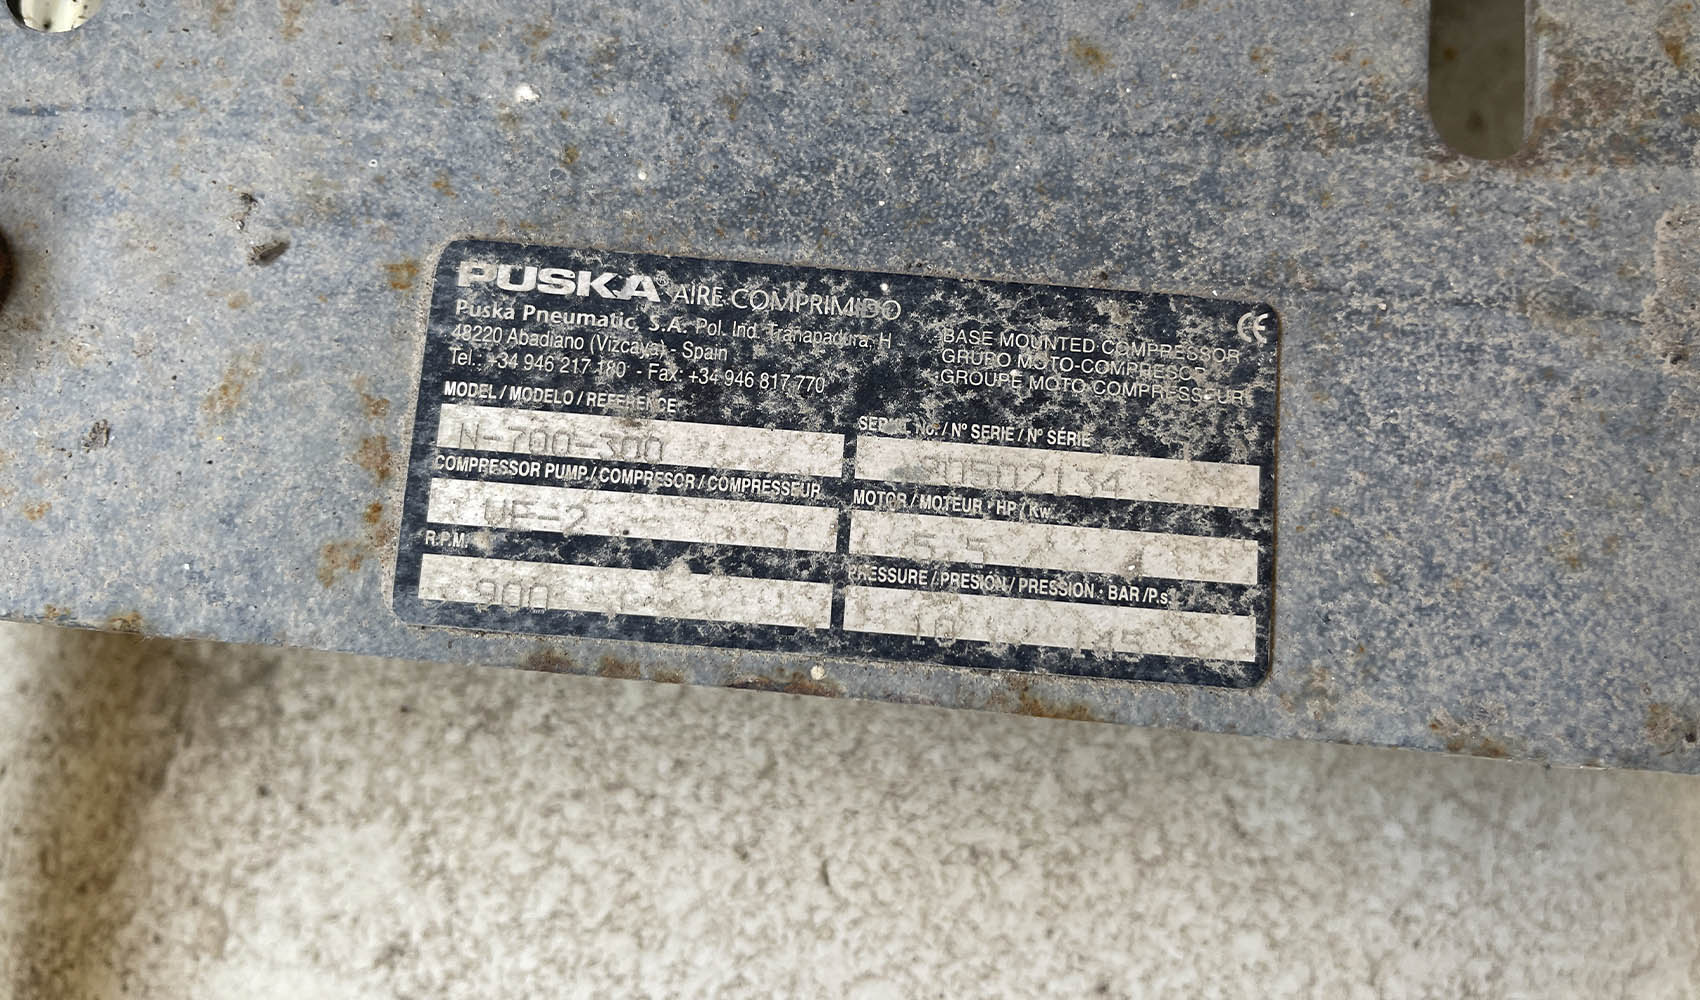 PUSKA® AIRE COMPRIMIDO
Puska Pneumatic, S.A. Pol. Ind. Trañapadura, H
48220 Abadiano (Vizcaya) - Spain
Tel.: +34 946 217 180 - Fax: +34 946 817 770
CE
BASE MOUNTED COMPRESSOR
GRUPO MOTO-COMPRESOR
GROUPE MOTO COMPRESSEUR
MODEL / MODELO / REFERENCE
N-700-300
SERIAL No. / Nº SERIE / Nº SÉRIE
COMPRESSOR PUMP./ COMPRESOR / COMPRESSEUR
MOTOR / MOTEUR · HP / Kw
5.5
R.P.M.
900
PRESSURE / PRESIÓN / PRESSION · BAR /P.s.
10 145